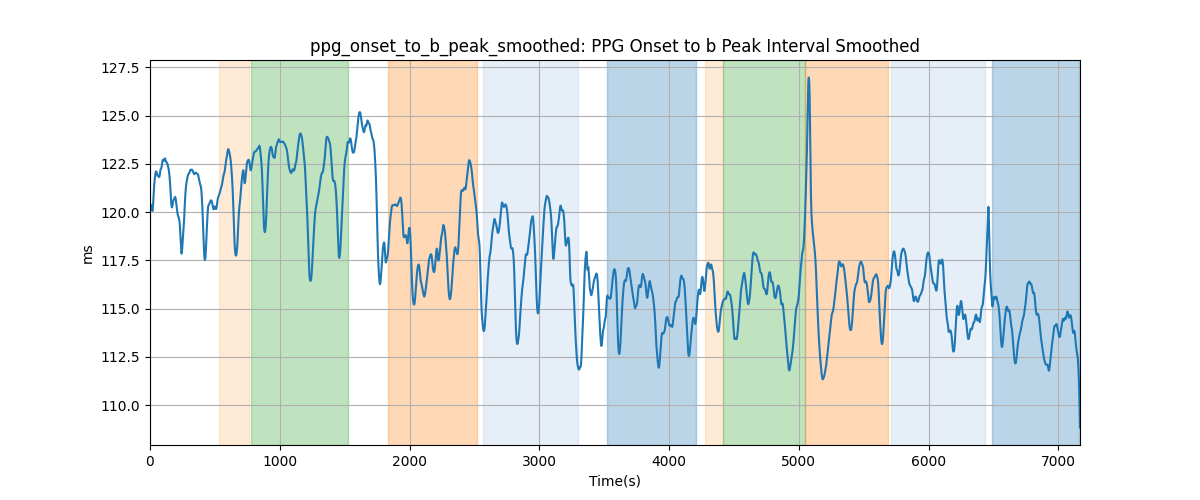 ppg_onset_to_b_peak_smoothed: PPG Onset to b Peak Interval Smoothed
127.5
125.0
122.5
120.0
117.5
115.0
112.5
110.0
ms
0 1000 2000 3000 4000 5000 6000 7000
Time(s)